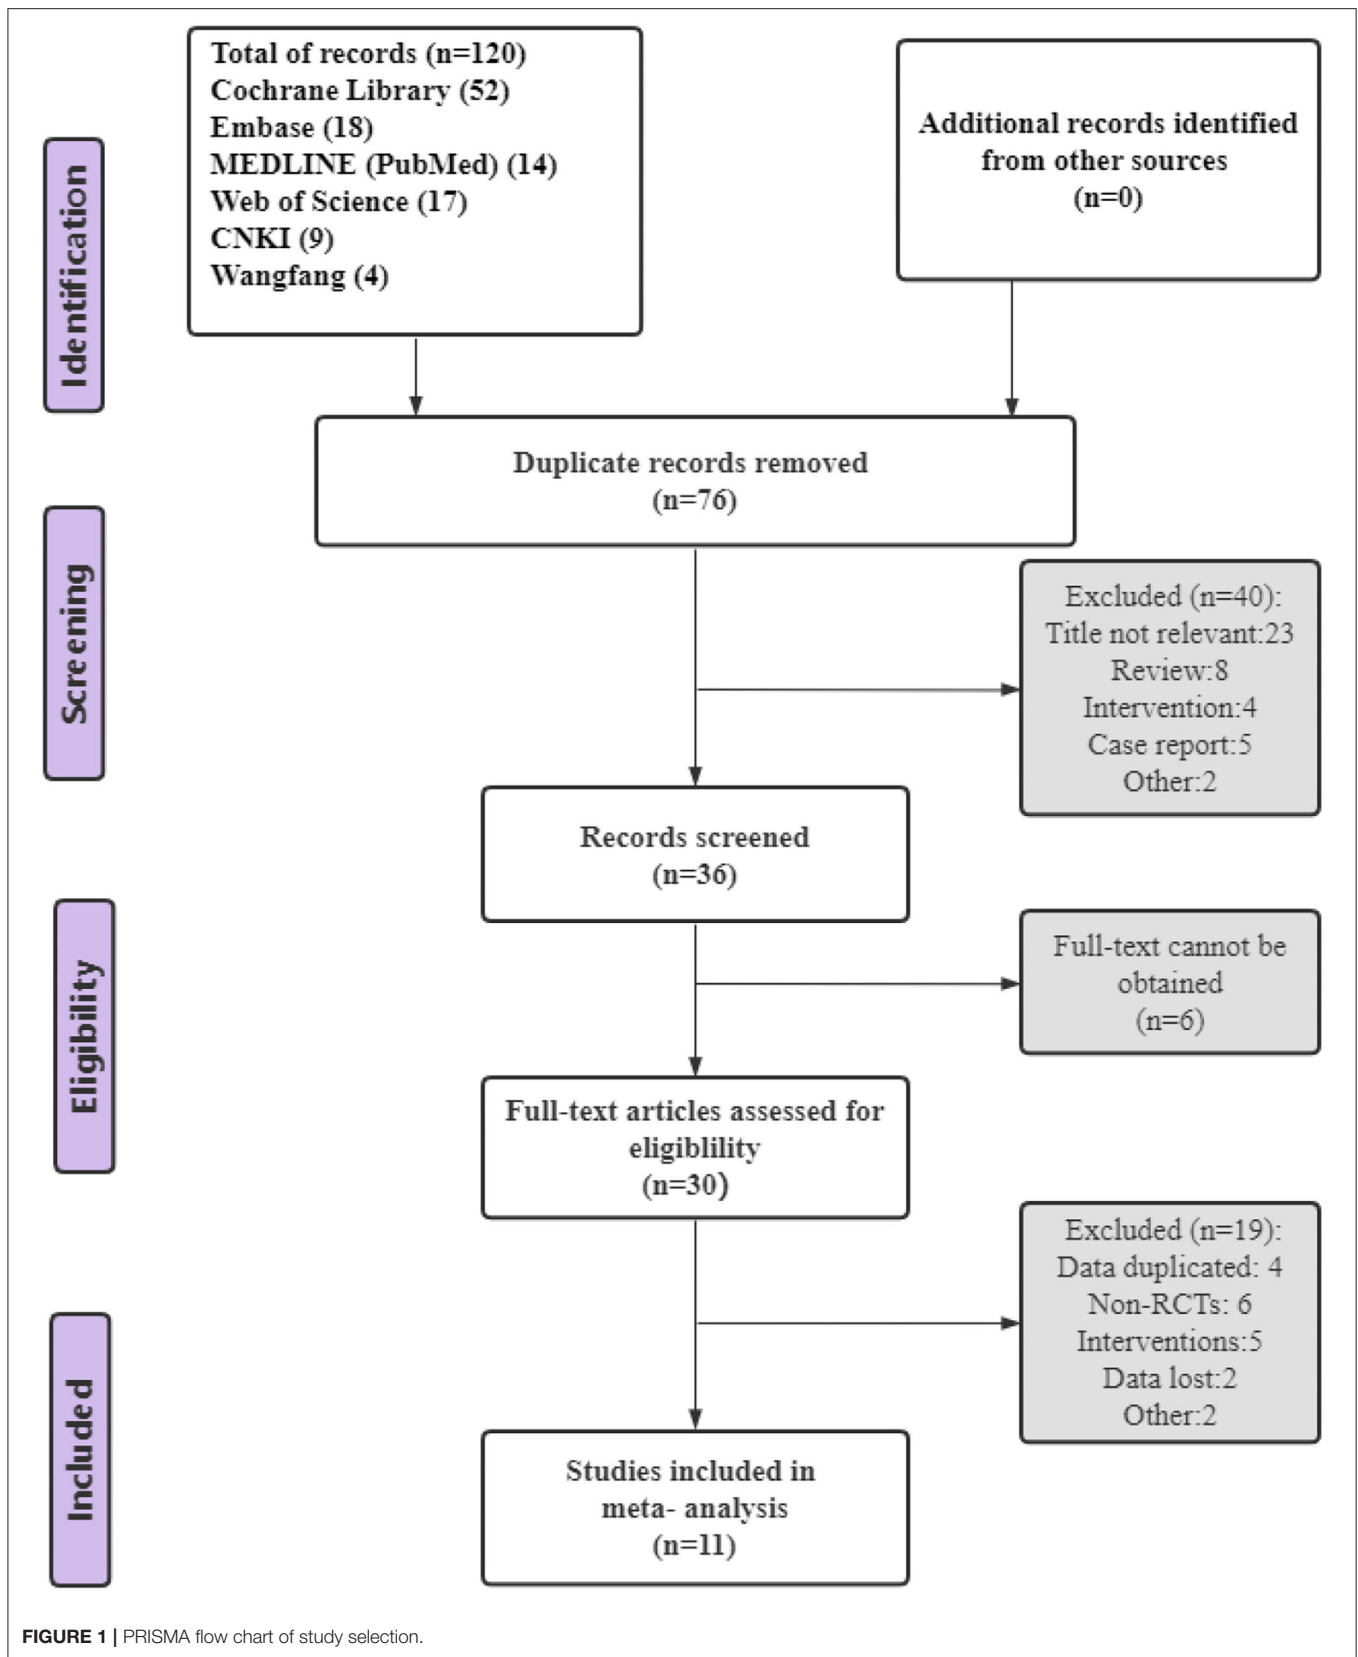 Total of records (n=120)
Cochrane Library (52)
Embase (18)
MEDLINE (PubMed) (14)
Web of Science (17)
CNKI (9)
Wangfang (4)
Additional records identified
from other sources
(n=0)
Identification
Duplicate records removed
(n=76)
Screening
Excluded (n=40):
Title not relevant:23
Review:8
Intervention:4
Case report:5
Other:2
Records screened
(n=36)
Eligibility
Full-text cannot be
obtained
(n=6)
Full-text articles assessed for
eligiblility
(n=30)
Excluded (n=19):
Data duplicated: 4
Non-RCTs: 6
Interventions:5
Data lost:2
Other:2
Included
Studies included in
meta- analysis
(n=11)
FIGURE 1 | PRISMA flow chart of study selection.